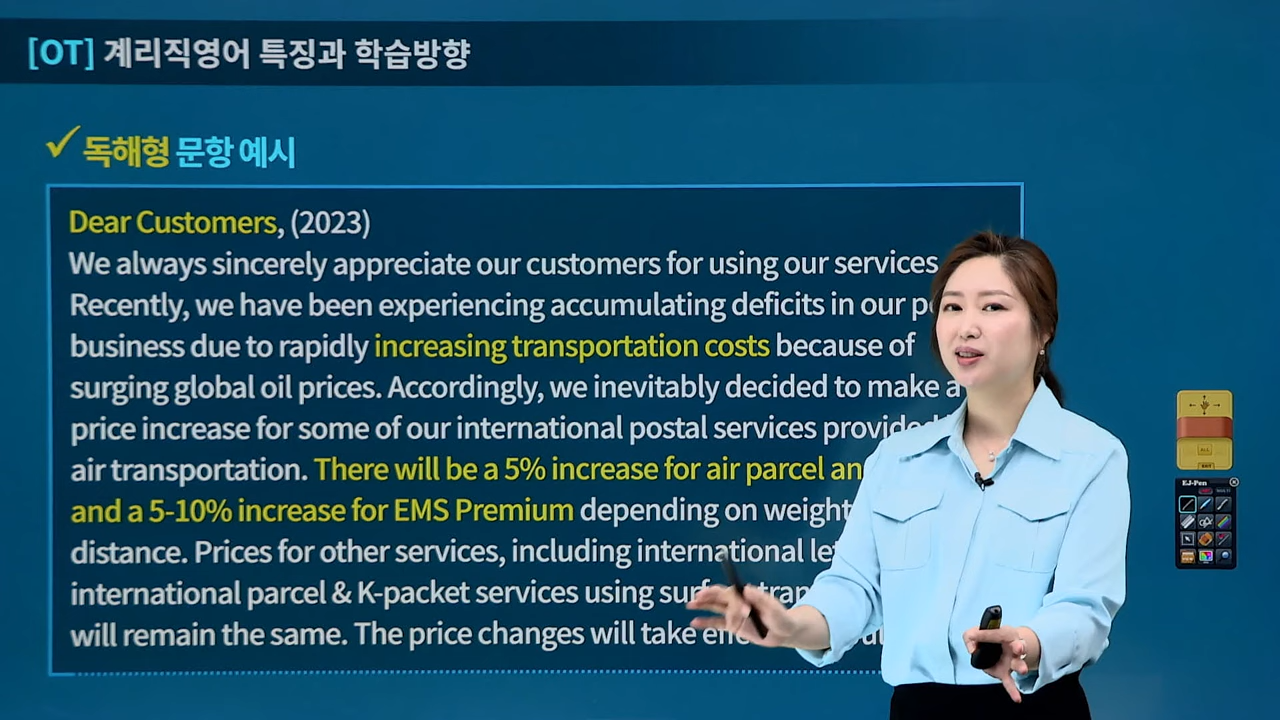 [OT] 계리직영어 특징과 학습방향
독해형 문항 예시
Dear Customers, (2023)
We always sincerely appreciate our customers for using our services
Recently, we have been experiencing accumulating deficits in our
business due to rapidly increasing transportation costs because of
surging global oil prices. Accordingly, we inevitably decided to make a
price increase for some of our international postal services provided
air transportation. There will be a 5% increase for air parcel
and a 5-10% increase for EMS Premium depending on weight
distance. Prices for other services, including international
international parcel & K-packet services using
will remain the same. The price changes will take
ALL
EXIT
EJ-Pen